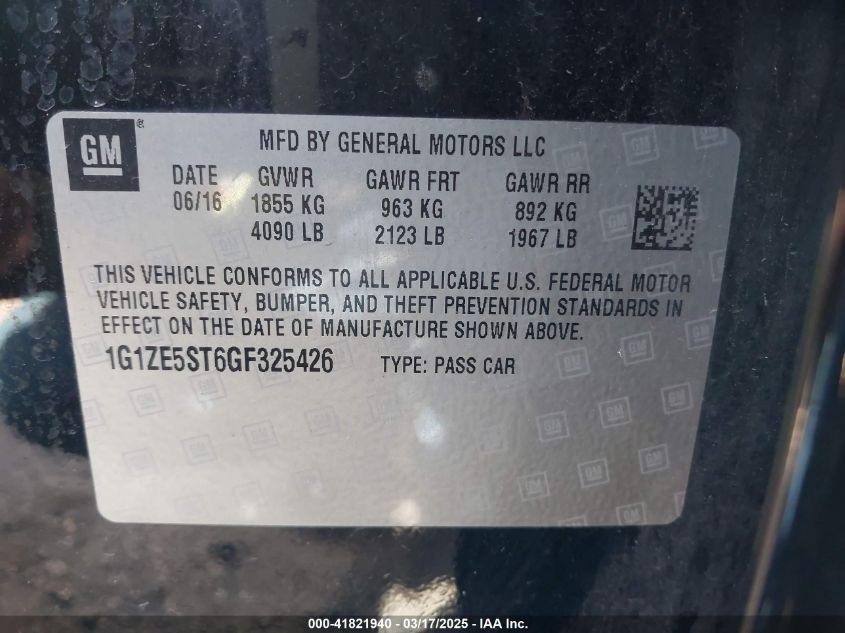 GM®
MFD BY GENERAL MOTORS LLC
DATE GVWR GAWR FRT GAWR RR
06/16 1855 KG 963 KG 892 KG
4090 LB 2123 LB 1967 LB
THIS VEHICLE CONFORMS TO ALL APPLICABLE U.S. FEDERAL MOTOR
VEHICLE SAFETY, BUMPER, AND THEFT PREVENTION STANDARDS IN
EFFECT ON THE DATE OF MANUFACTURE SHOWN ABOVE.
1G1ZE5ST6GF325426 TYPE: PASS CAR
000-41821940 - 03/17/2025 - IAA Inc.